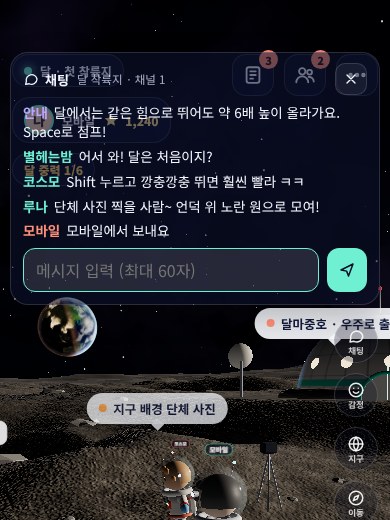 달 · 첫 착륙지
채팅 달 착륙지 · 채널 1
3
2
안내 달에서는 같은 힘으로 뛰어도 약 6배 높이 올라가요.
Space로 점프!
모바일 ★ 1,240
별헤는밤 어서 와! 달은 처음이지?
달 중력 1/6
코스모 Shift 누르고 깡충깡충 뛰면 훨씬 빨라 ㅋㅋ
루나 단체 사진 찍을 사람~ 언덕 위 노란 원으로 모여!
모바일 모바일에서 보내요
메시지 입력 (최대 60자)
달마중호 · 우주로 출
채팅
지구 배경 단체 사진
감정
모바일
지구
이동